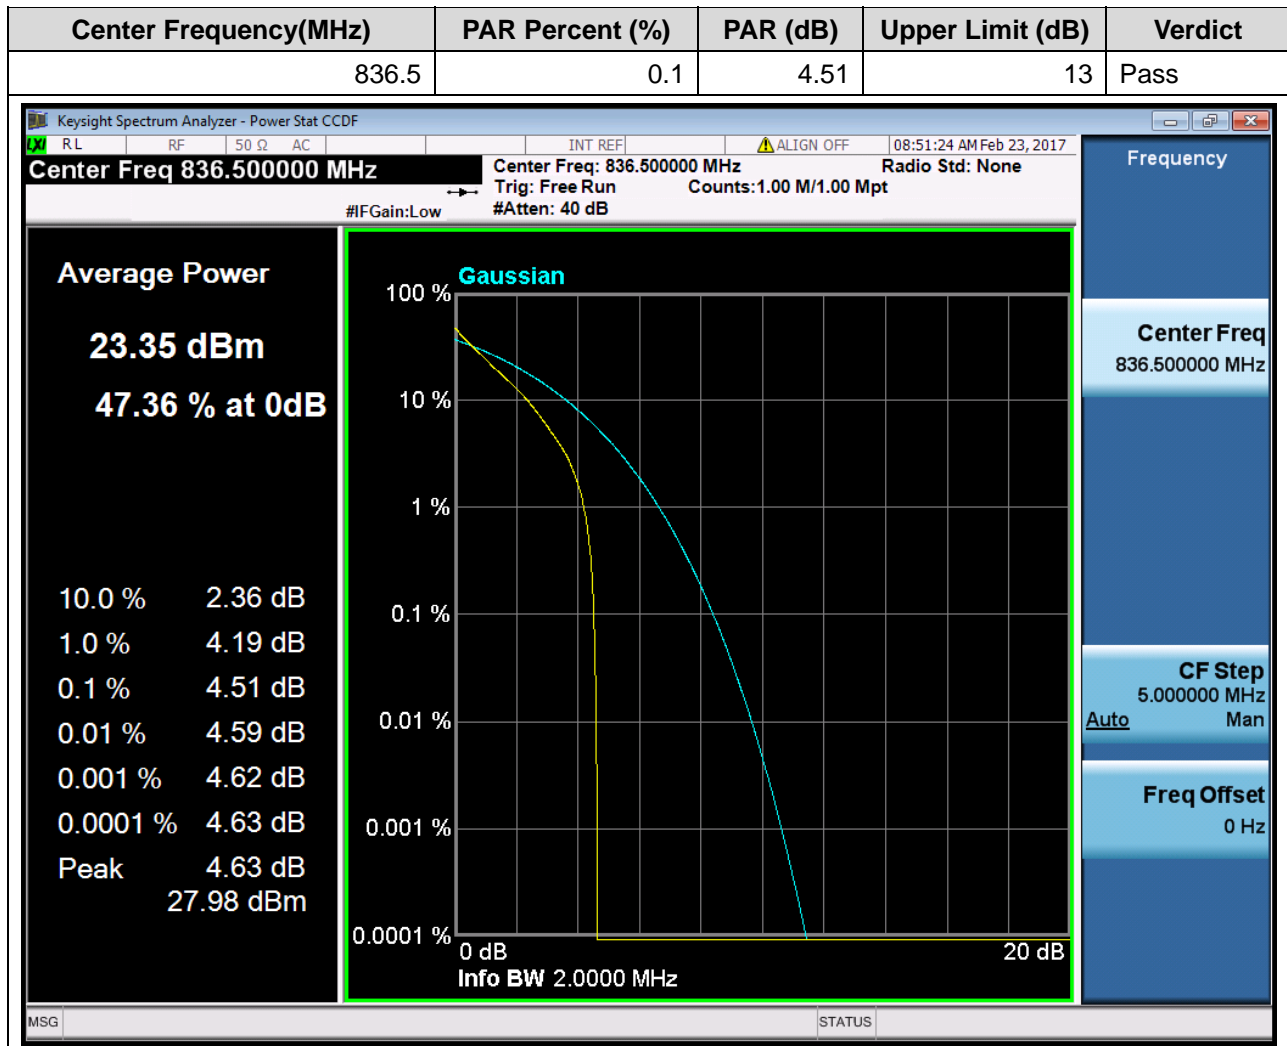 Center Frequency(MHz) PAR Percent (%) PAR (dB) Upper Limit (dB) Verdict
836.5 0.1 4.51 13 Pass
Keysight Spectrum Analyzer - Power Stat CCDF
LXI RL RF 50 Ω AC INT REF ALIGN OFF 08:51:24 AM Feb 23, 2017
Center Freq 836.500000 MHz
Center Freq: 836.500000 MHz Radio Std: None
Trig: Free Run Counts:1.00 M/1.00 Mpt
#IFGain:Low #Atten: 40 dB
Average Power
23.35 dBm
47.36 % at 0dB
10.0 % 2.36 dB
1.0 % 4.19 dB
0.1 % 4.51 dB
0.01 % 4.59 dB
0.001 % 4.62 dB
0.0001 % 4.63 dB
Peak 4.63 dB
27.98 dBm
Gaussian
100 %
10 %
1 %
0.1 %
0.01 %
0.001 %
0.0001 %
0 dB 20 dB
Info BW 2.0000 MHz
Frequency
Center Freq
836.500000 MHz
CF Step
5.000000 MHz
Auto Man
Freq Offset
0 Hz
MSG STATUS